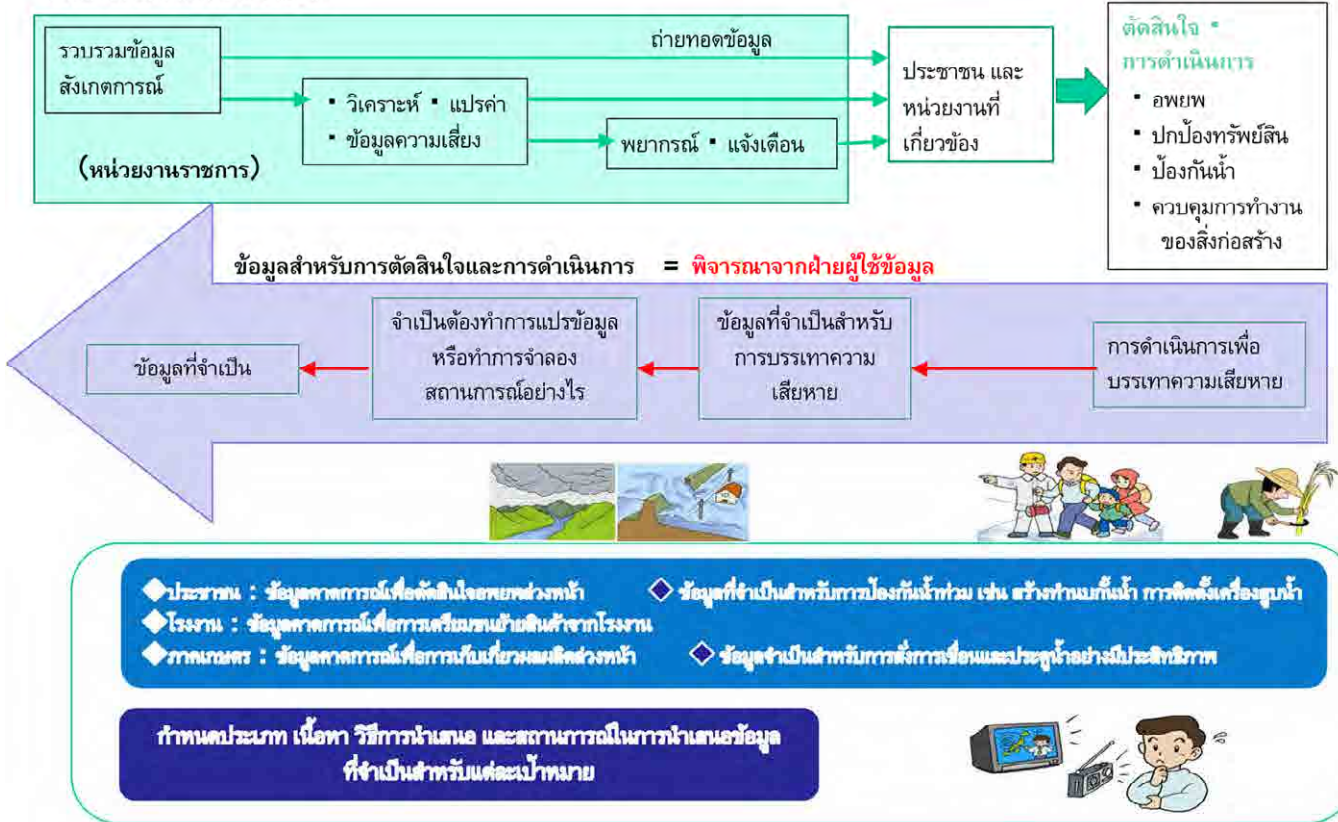 รวบรวมข้อมูล
สังเกตการณ์
ถ่ายทอดข้อมูล
▪ วิเคราะห์ ▪ แปรค่า
▪ ข้อมูลความเสี่ยง
พยากรณ์ ▪ แจ้งเตือน
(หน่วยงานราชการ)
ประชาชน และ
หน่วยงานที่
เกี่ยวข้อง
ตัดสินใจ ▪
การดำเนินการ
▪ อพยพ
▪ ปกป้องทรัพย์สิน
▪ ป้องกันน้ำ
▪ ควบคุมการทำงาน
ของสิ่งก่อสร้าง
ข้อมูลสำหรับการตัดสินใจและการดำเนินการ = พิจารณาจากฝ่ายผู้ใช้ข้อมูล
ข้อมูลที่จำเป็น
จำเป็นต้องทำการแปรข้อมูล
หรือทำการจำลอง
สถานการณ์อย่างไร
ข้อมูลที่จำเป็นสำหรับ
การบรรเทาความ
เสียหาย
การดำเนินการเพื่อ
บรรเทาความเสียหาย
◆ประชาชน : ข้อมูลคาดการณ์เพื่อตัดสินใจอพยพล่วงหน้า
◆โรงงาน : ข้อมูลคาดการณ์เพื่อการเตรียมขนย้ายสินค้าจากโรงงาน
◆ภาคเกษตร : ข้อมูลคาดการณ์เพื่อการเก็บเกี่ยวผลผลิตล่วงหน้า
◆ ข้อมูลที่จำเป็นสำหรับการป้องกันน้ำท่วม เช่น สร้างทำนบกั้นน้ำ การติดตั้งเครื่องสูบน้ำ
◆ ข้อมูลจำเป็นสำหรับการสั่งการเขื่อนและประตูน้ำอย่างมีประสิทธิภาพ
กำหนดประเภท เนื้อหา วิธีการนำเสนอ และสถานการณ์ในการนำเสนอข้อมูล
ที่จำเป็นสำหรับแต่ละเป้าหมาย